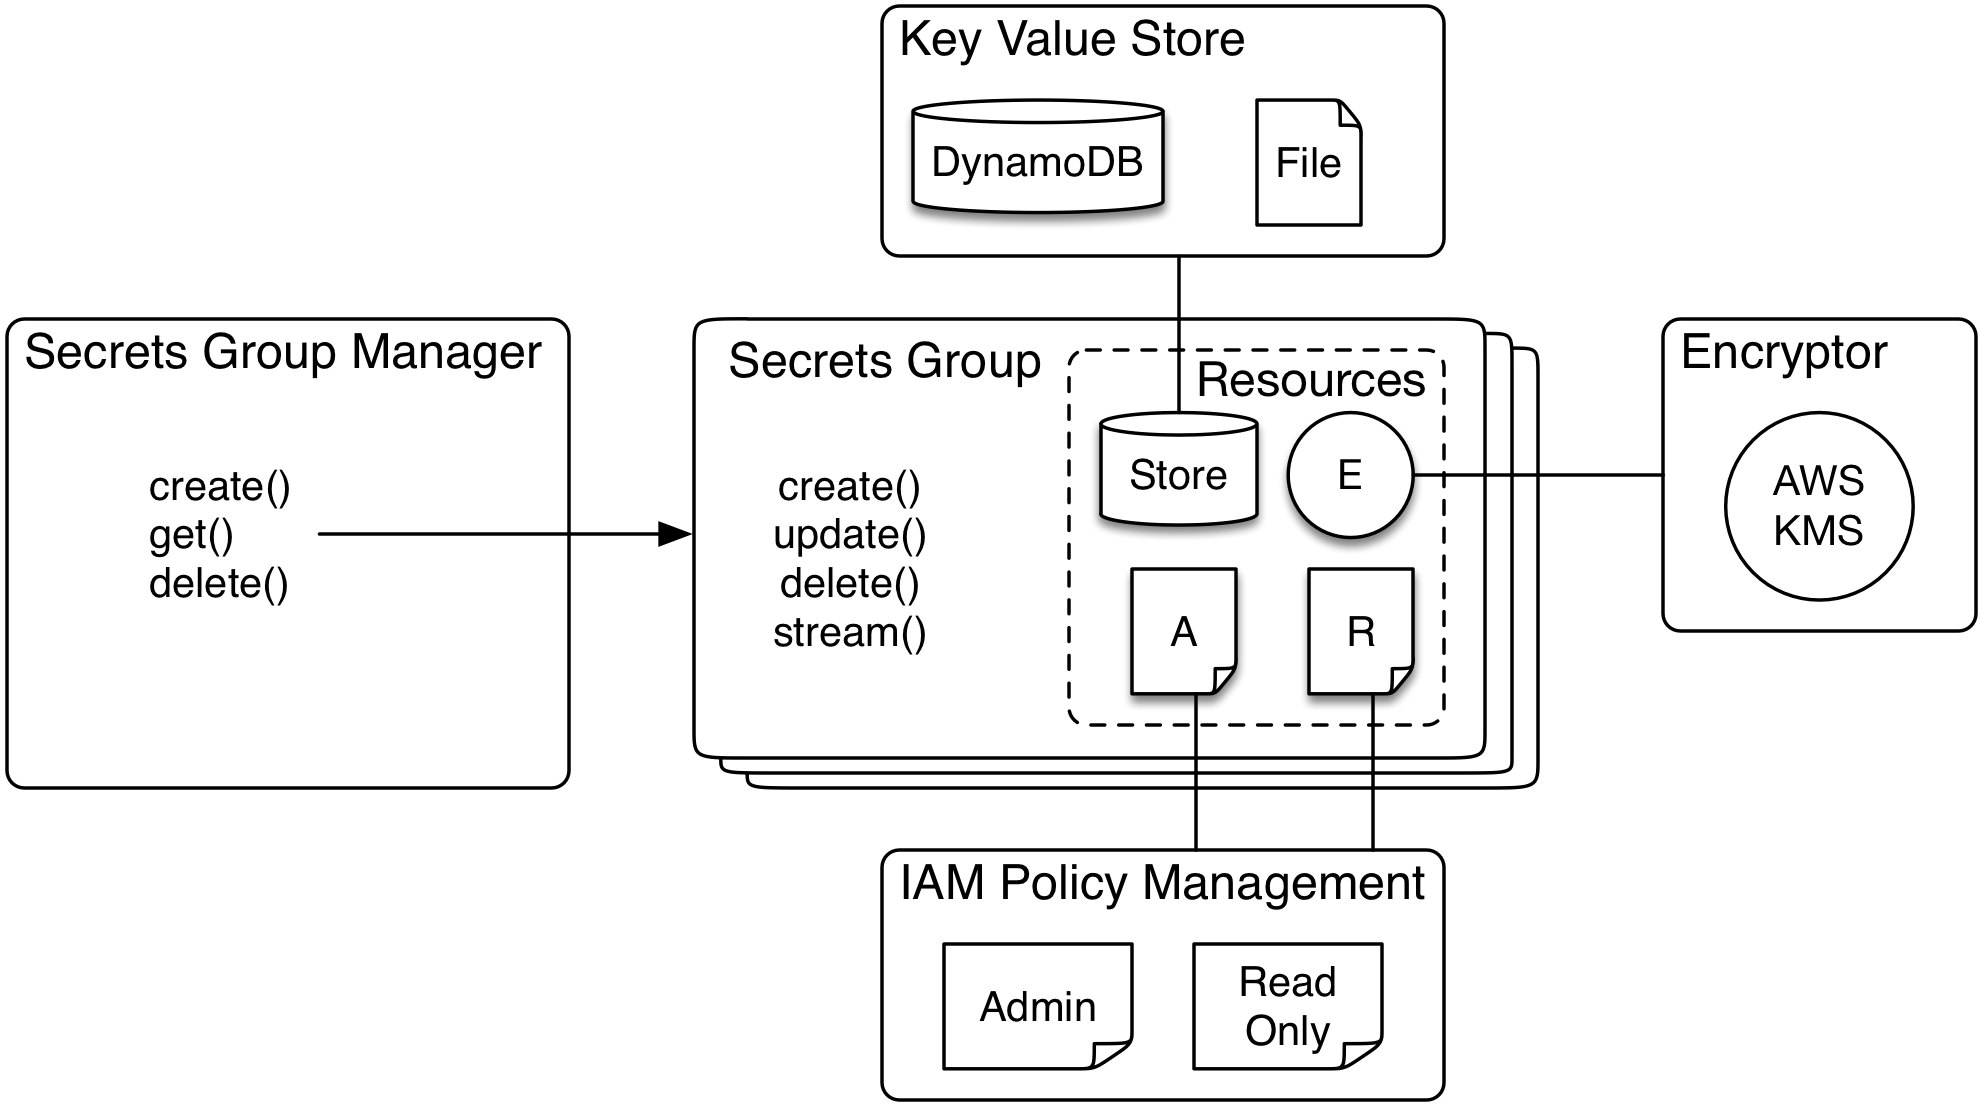 Key Value Store
DynamoDB
File
Secrets Group Manager
create()
get()
delete()
Secrets Group
create()
update()
delete()
stream()
Resources
Store
E
A
R
Encryptor
AWS
KMS
IAM Policy Management
Admin
Read
Only